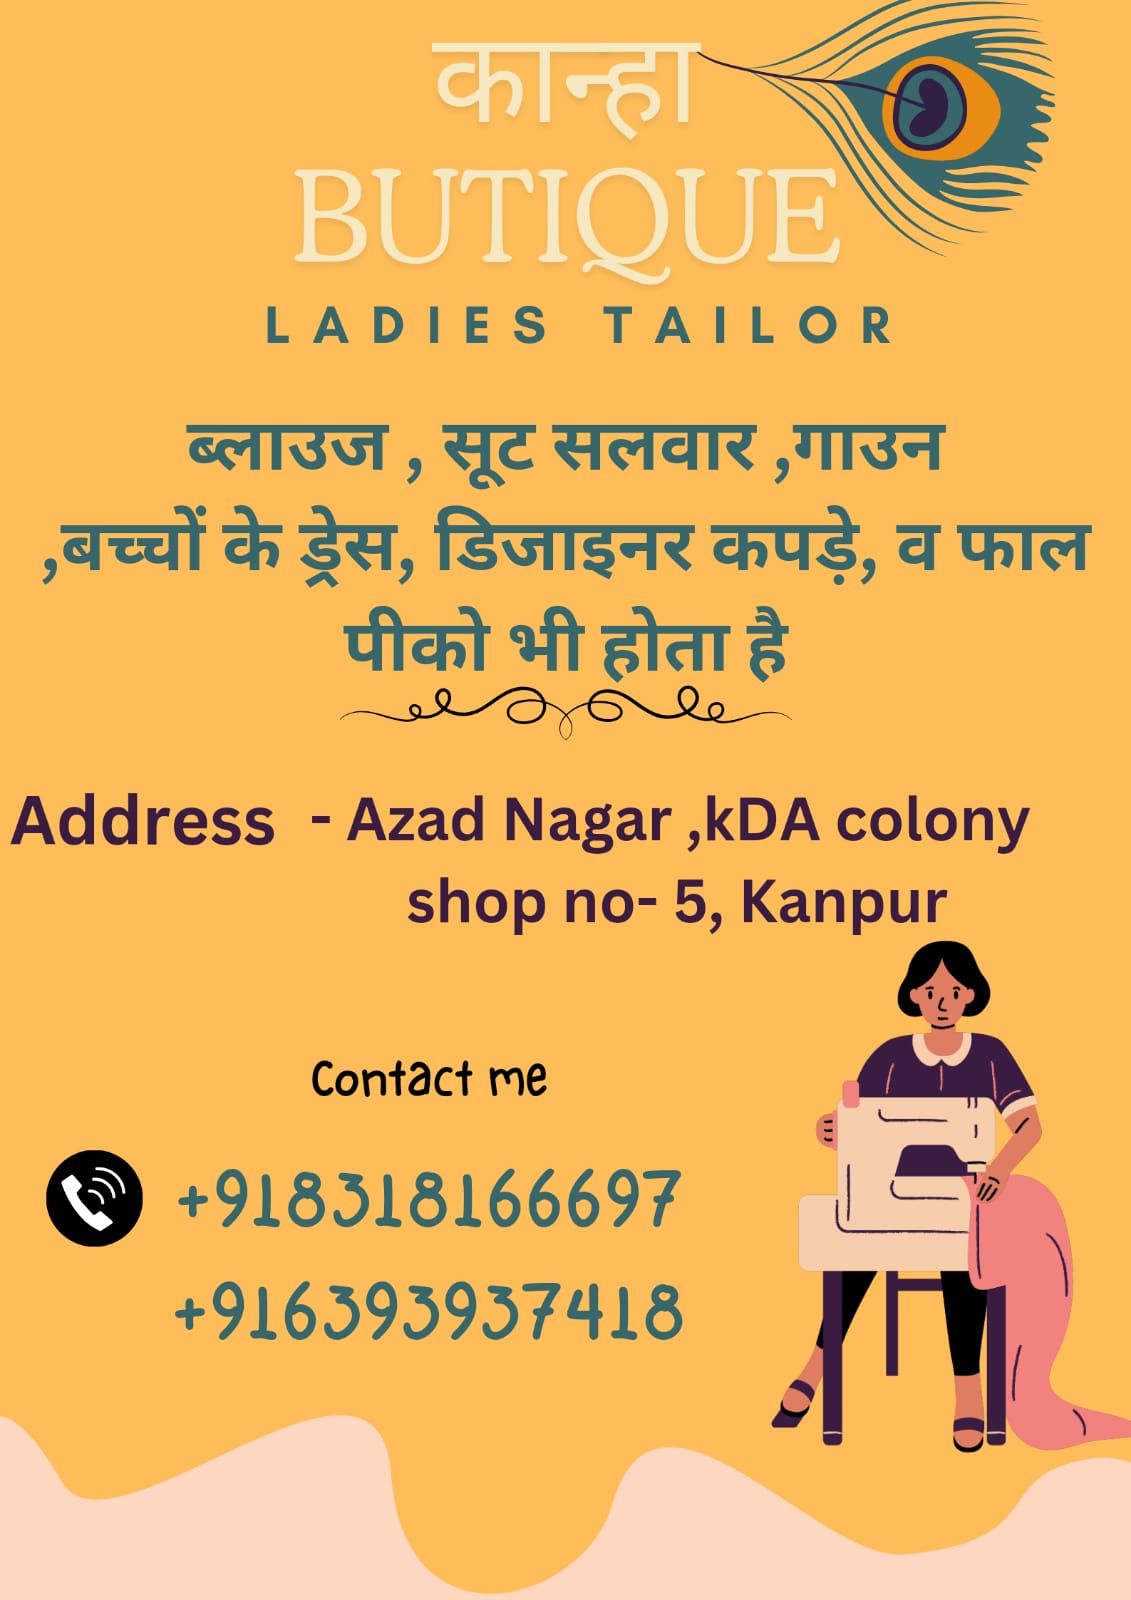 कान्हा
BUTIQUE
LADIES TAILOR
ब्लाउज , सूट सलवार ,गाउन
,बच्चों के ड्रेस, डिजाइनर कपड़े, व फाल
पीको भी होता है
Address - Azad Nagar ,kDA colony
shop no- 5, Kanpur
Contact me
+918318166697
+916393937418